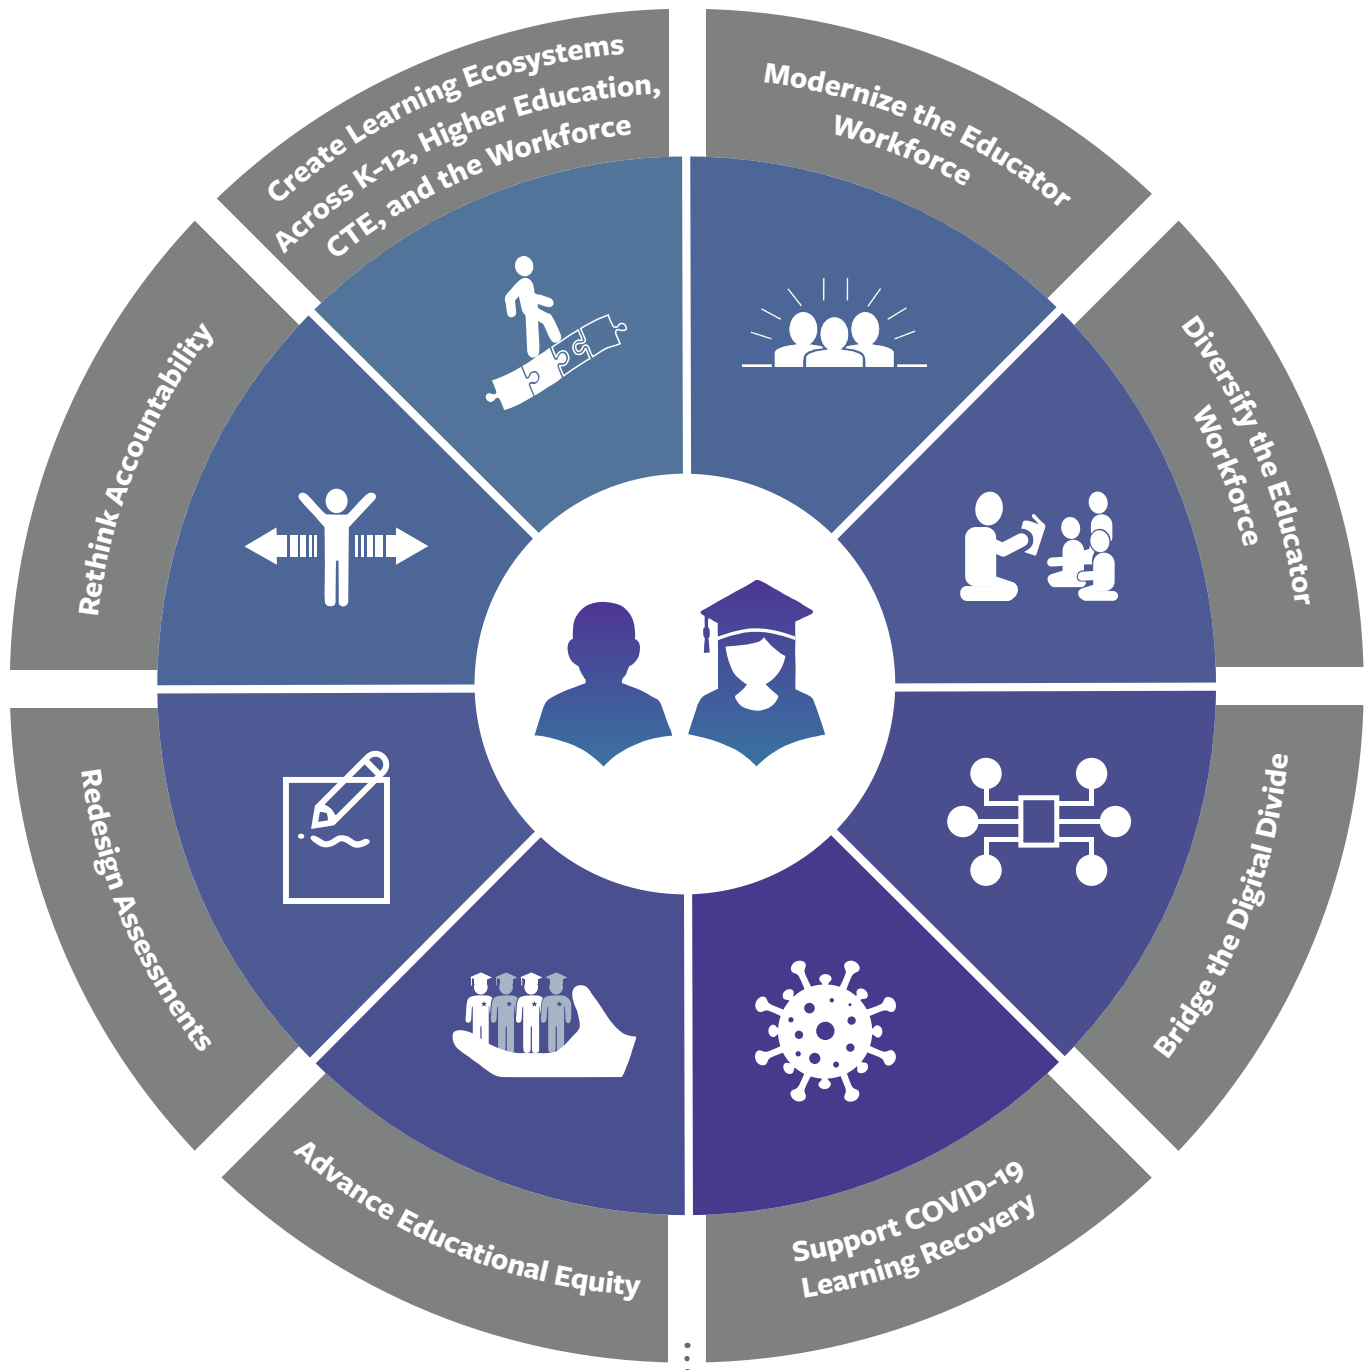 Create Learning Ecosystems
Across K-12, Higher Education,
CTE, and the Workforce
Modernize the Educator
Workforce
Diversify the Educator
Workforce
Bridge the Digital Divide
Support COVID-19
Learning Recovery
Advance Educational Equity
Redesign Assessments
Rethink Accountability